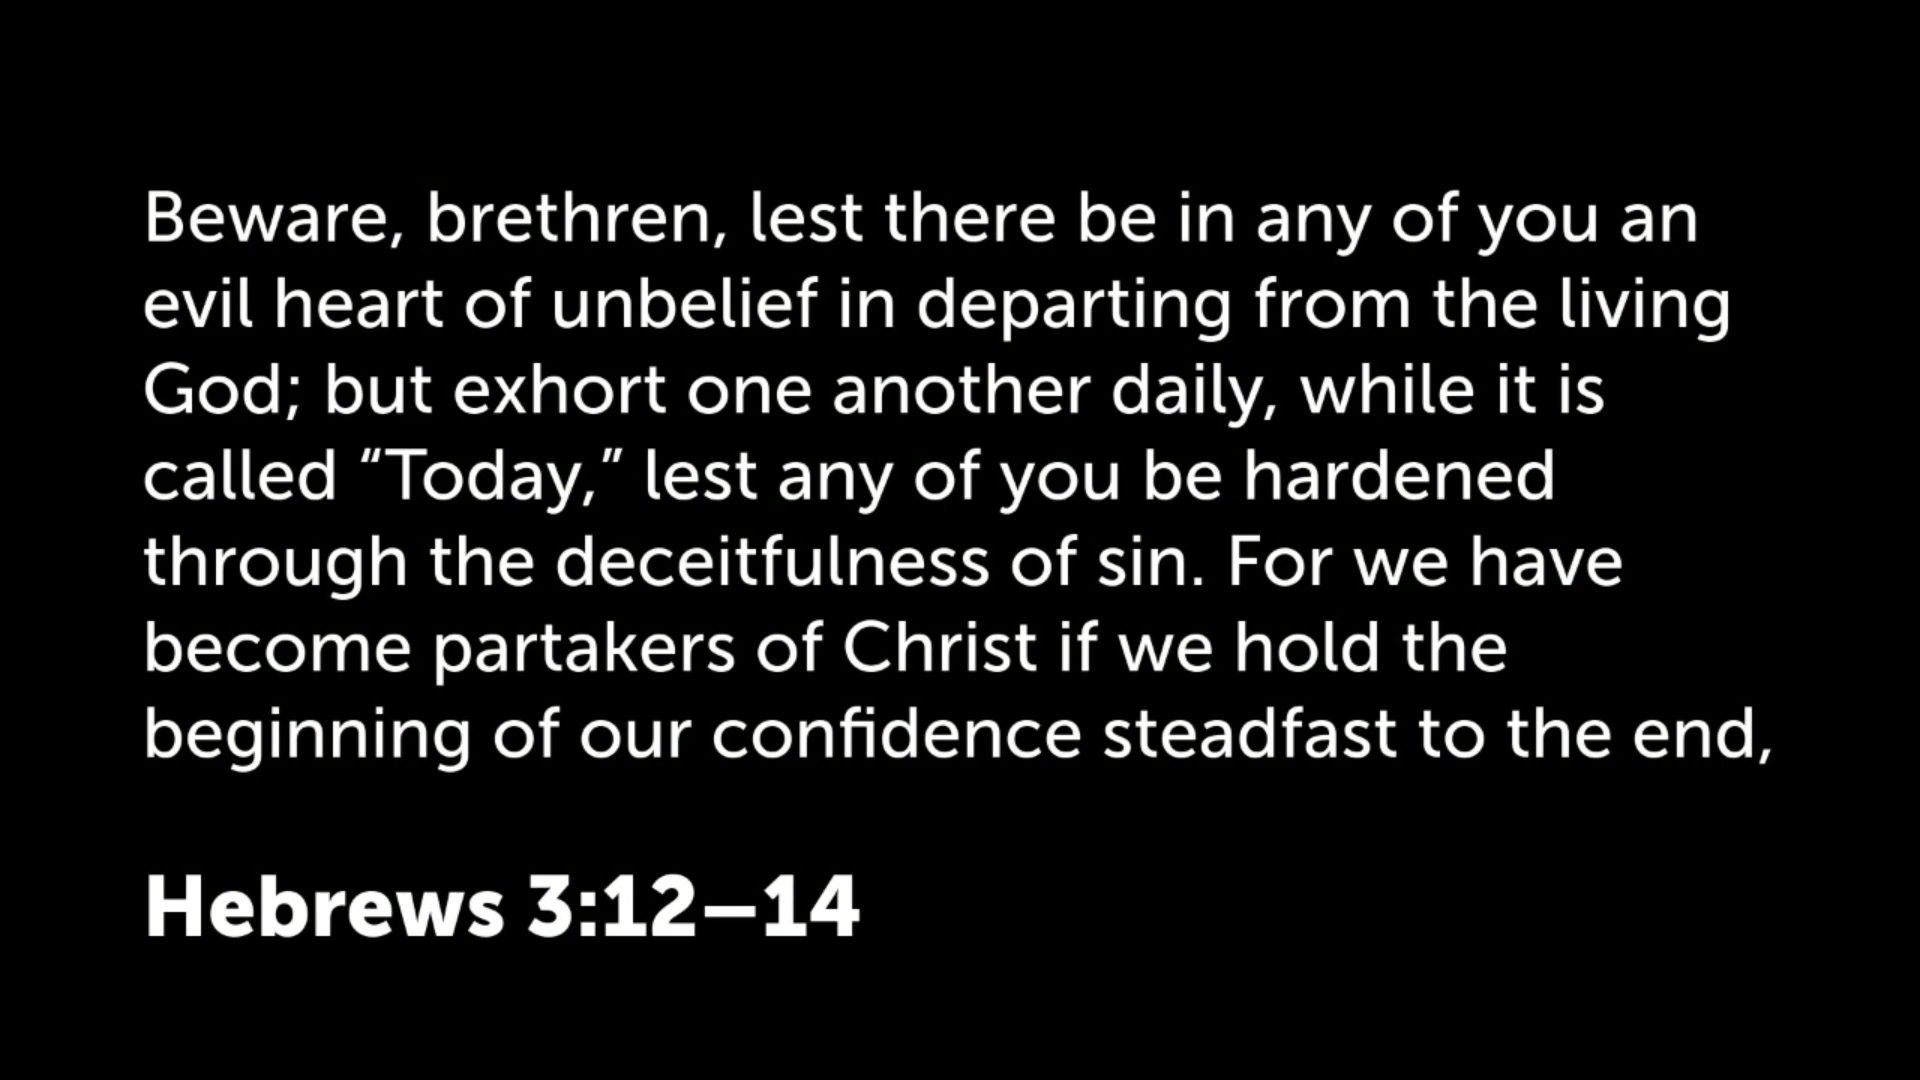 Beware, brethren, lest there be in any of you an
evil heart of unbelief in departing from the living
God; but exhort one another daily, while it is
called “Today,” lest any of you be hardened
through the deceitfulness of sin. For we have
become partakers of Christ if we hold the
beginning of our confidence steadfast to the end,
Hebrews 3:12–14